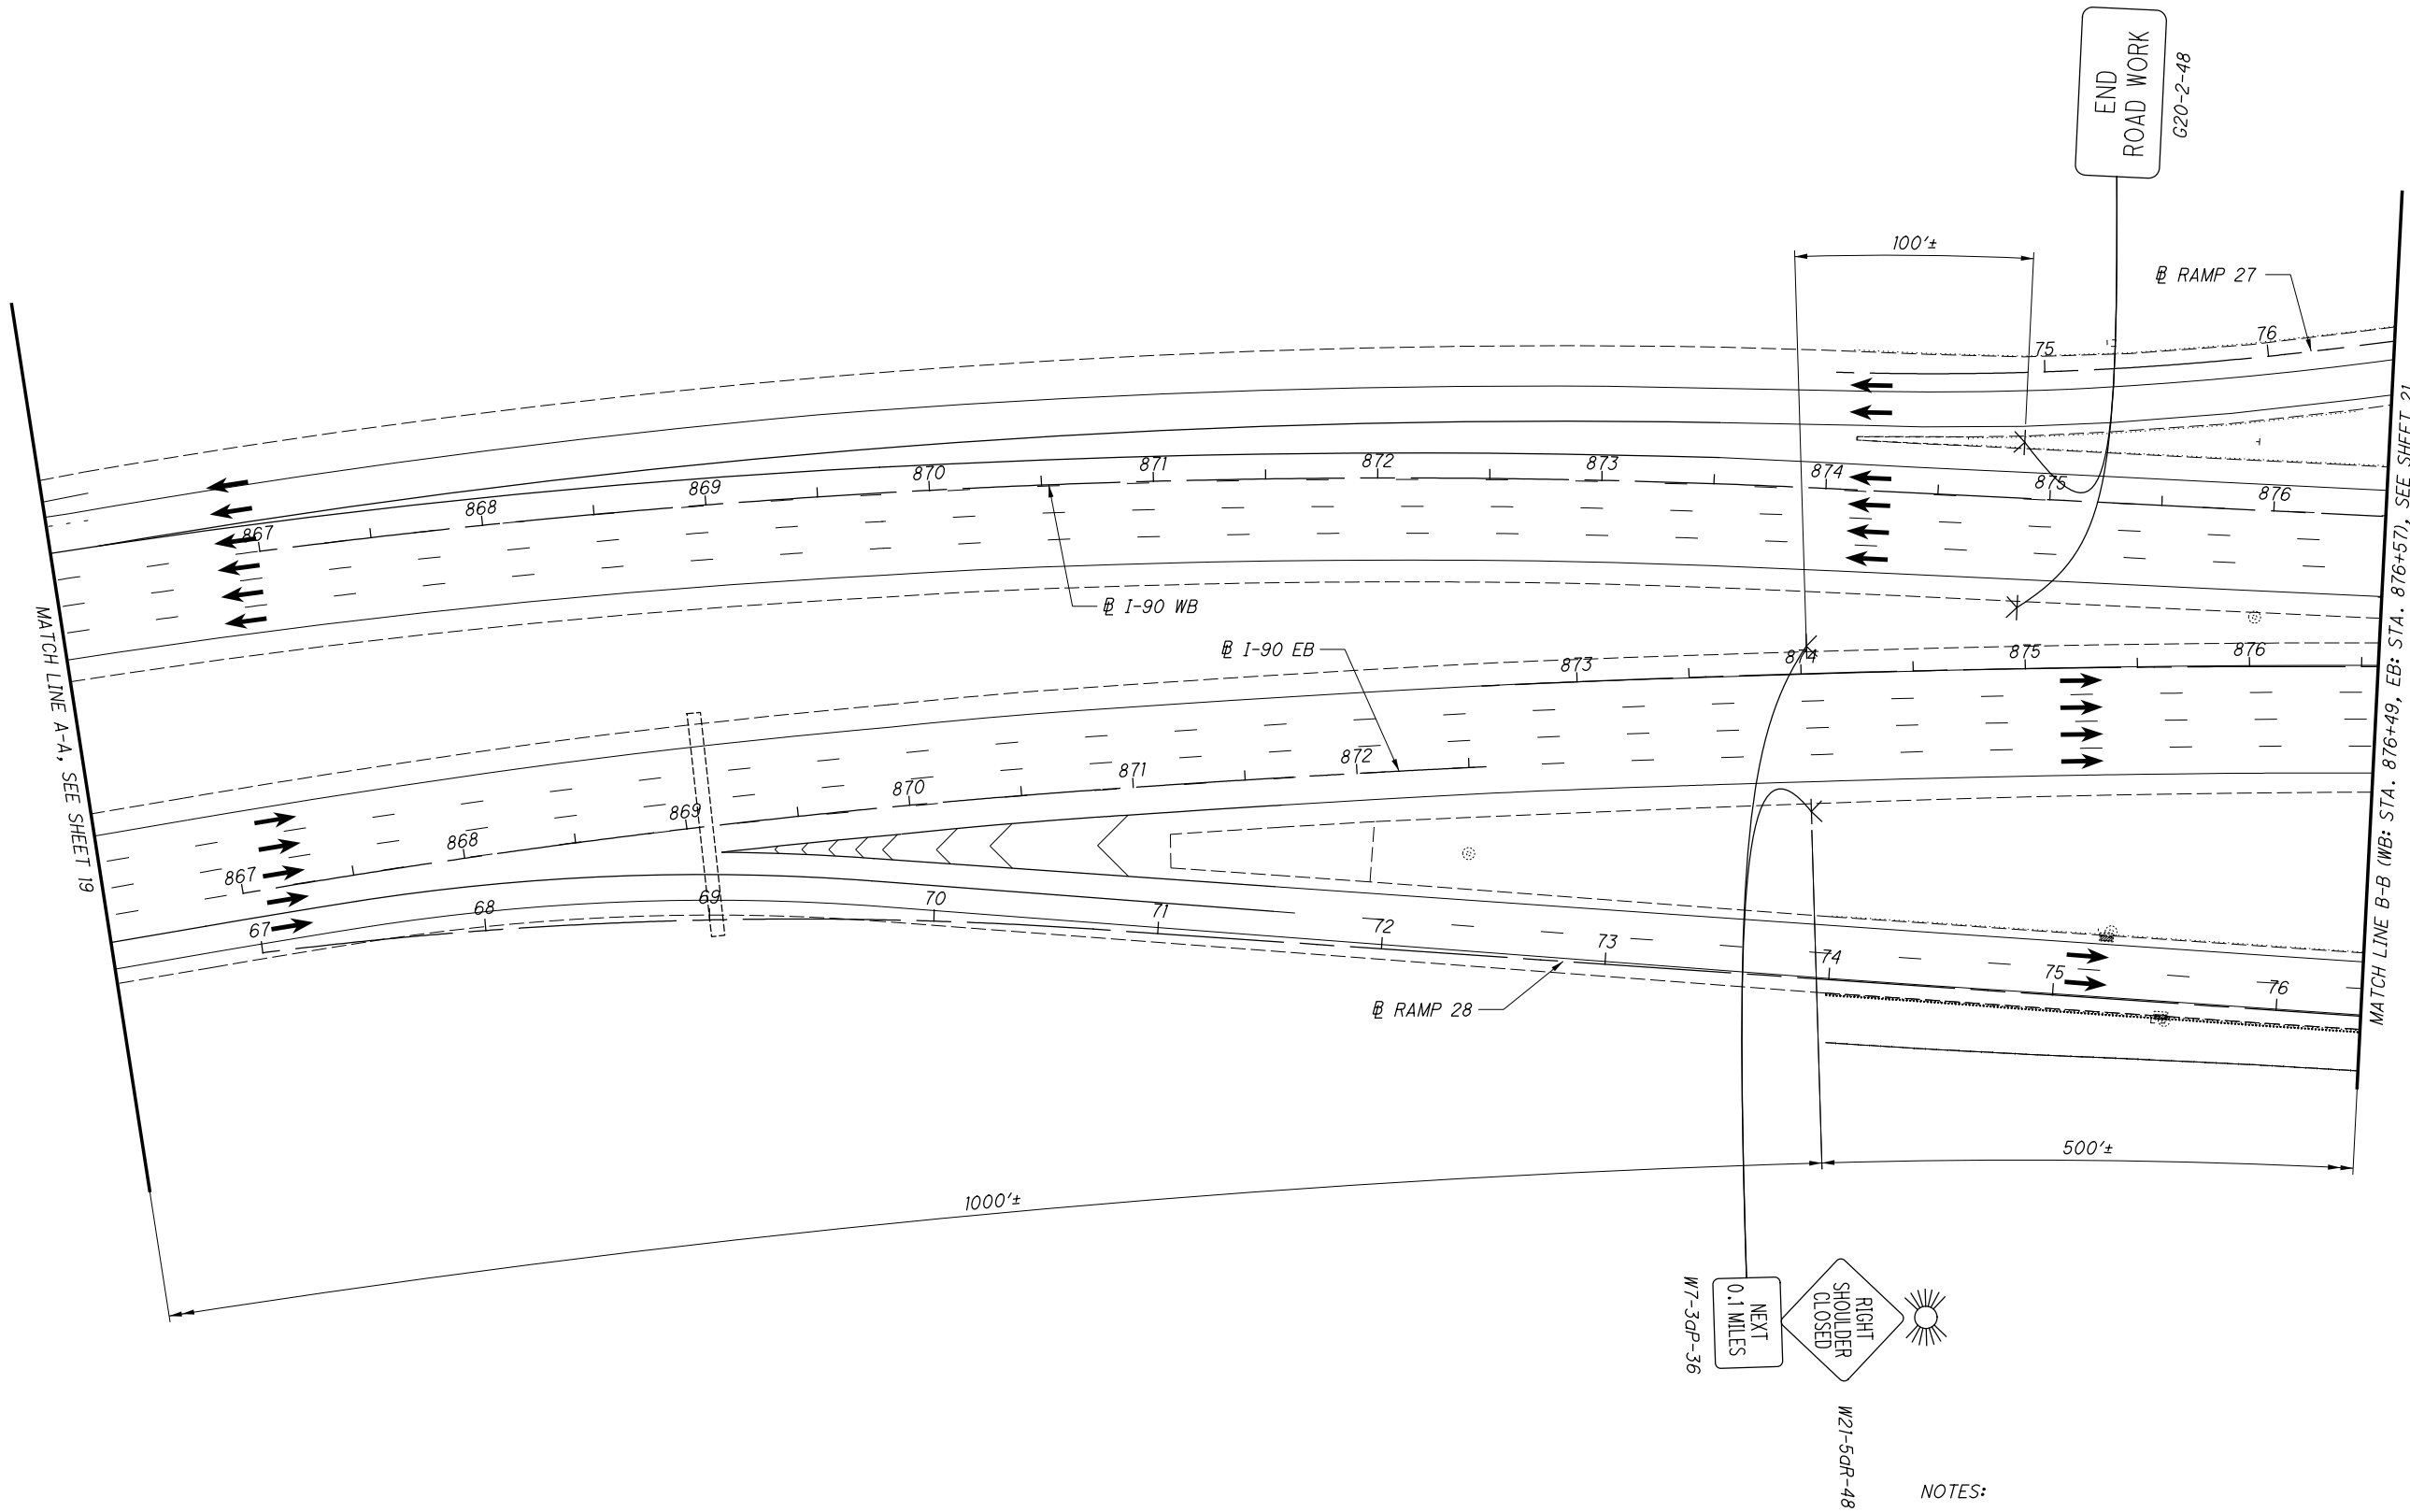 END
ROAD WORK
G20-2-48
100'±
℄ RAMP 27
75
76
867
868
869
870
871
872
873
874
875
876
℄ I-90 WB
℄ I-90 EB
873
874
875
876
867
868
869
870
871
872
67
68
69
70
71
72
73
74
75
76
℄ RAMP 28
MATCH LINE A-A, SEE SHEET 19
MATCH LINE B-B (WB: STA. 876+49, EB: STA. 876+57), SEE SHEET 21
1000'±
500'±
NEXT
0.1 MILES
W7-3aP-36
RIGHT
SHOULDER
CLOSED
W21-5aR-48
NOTES: